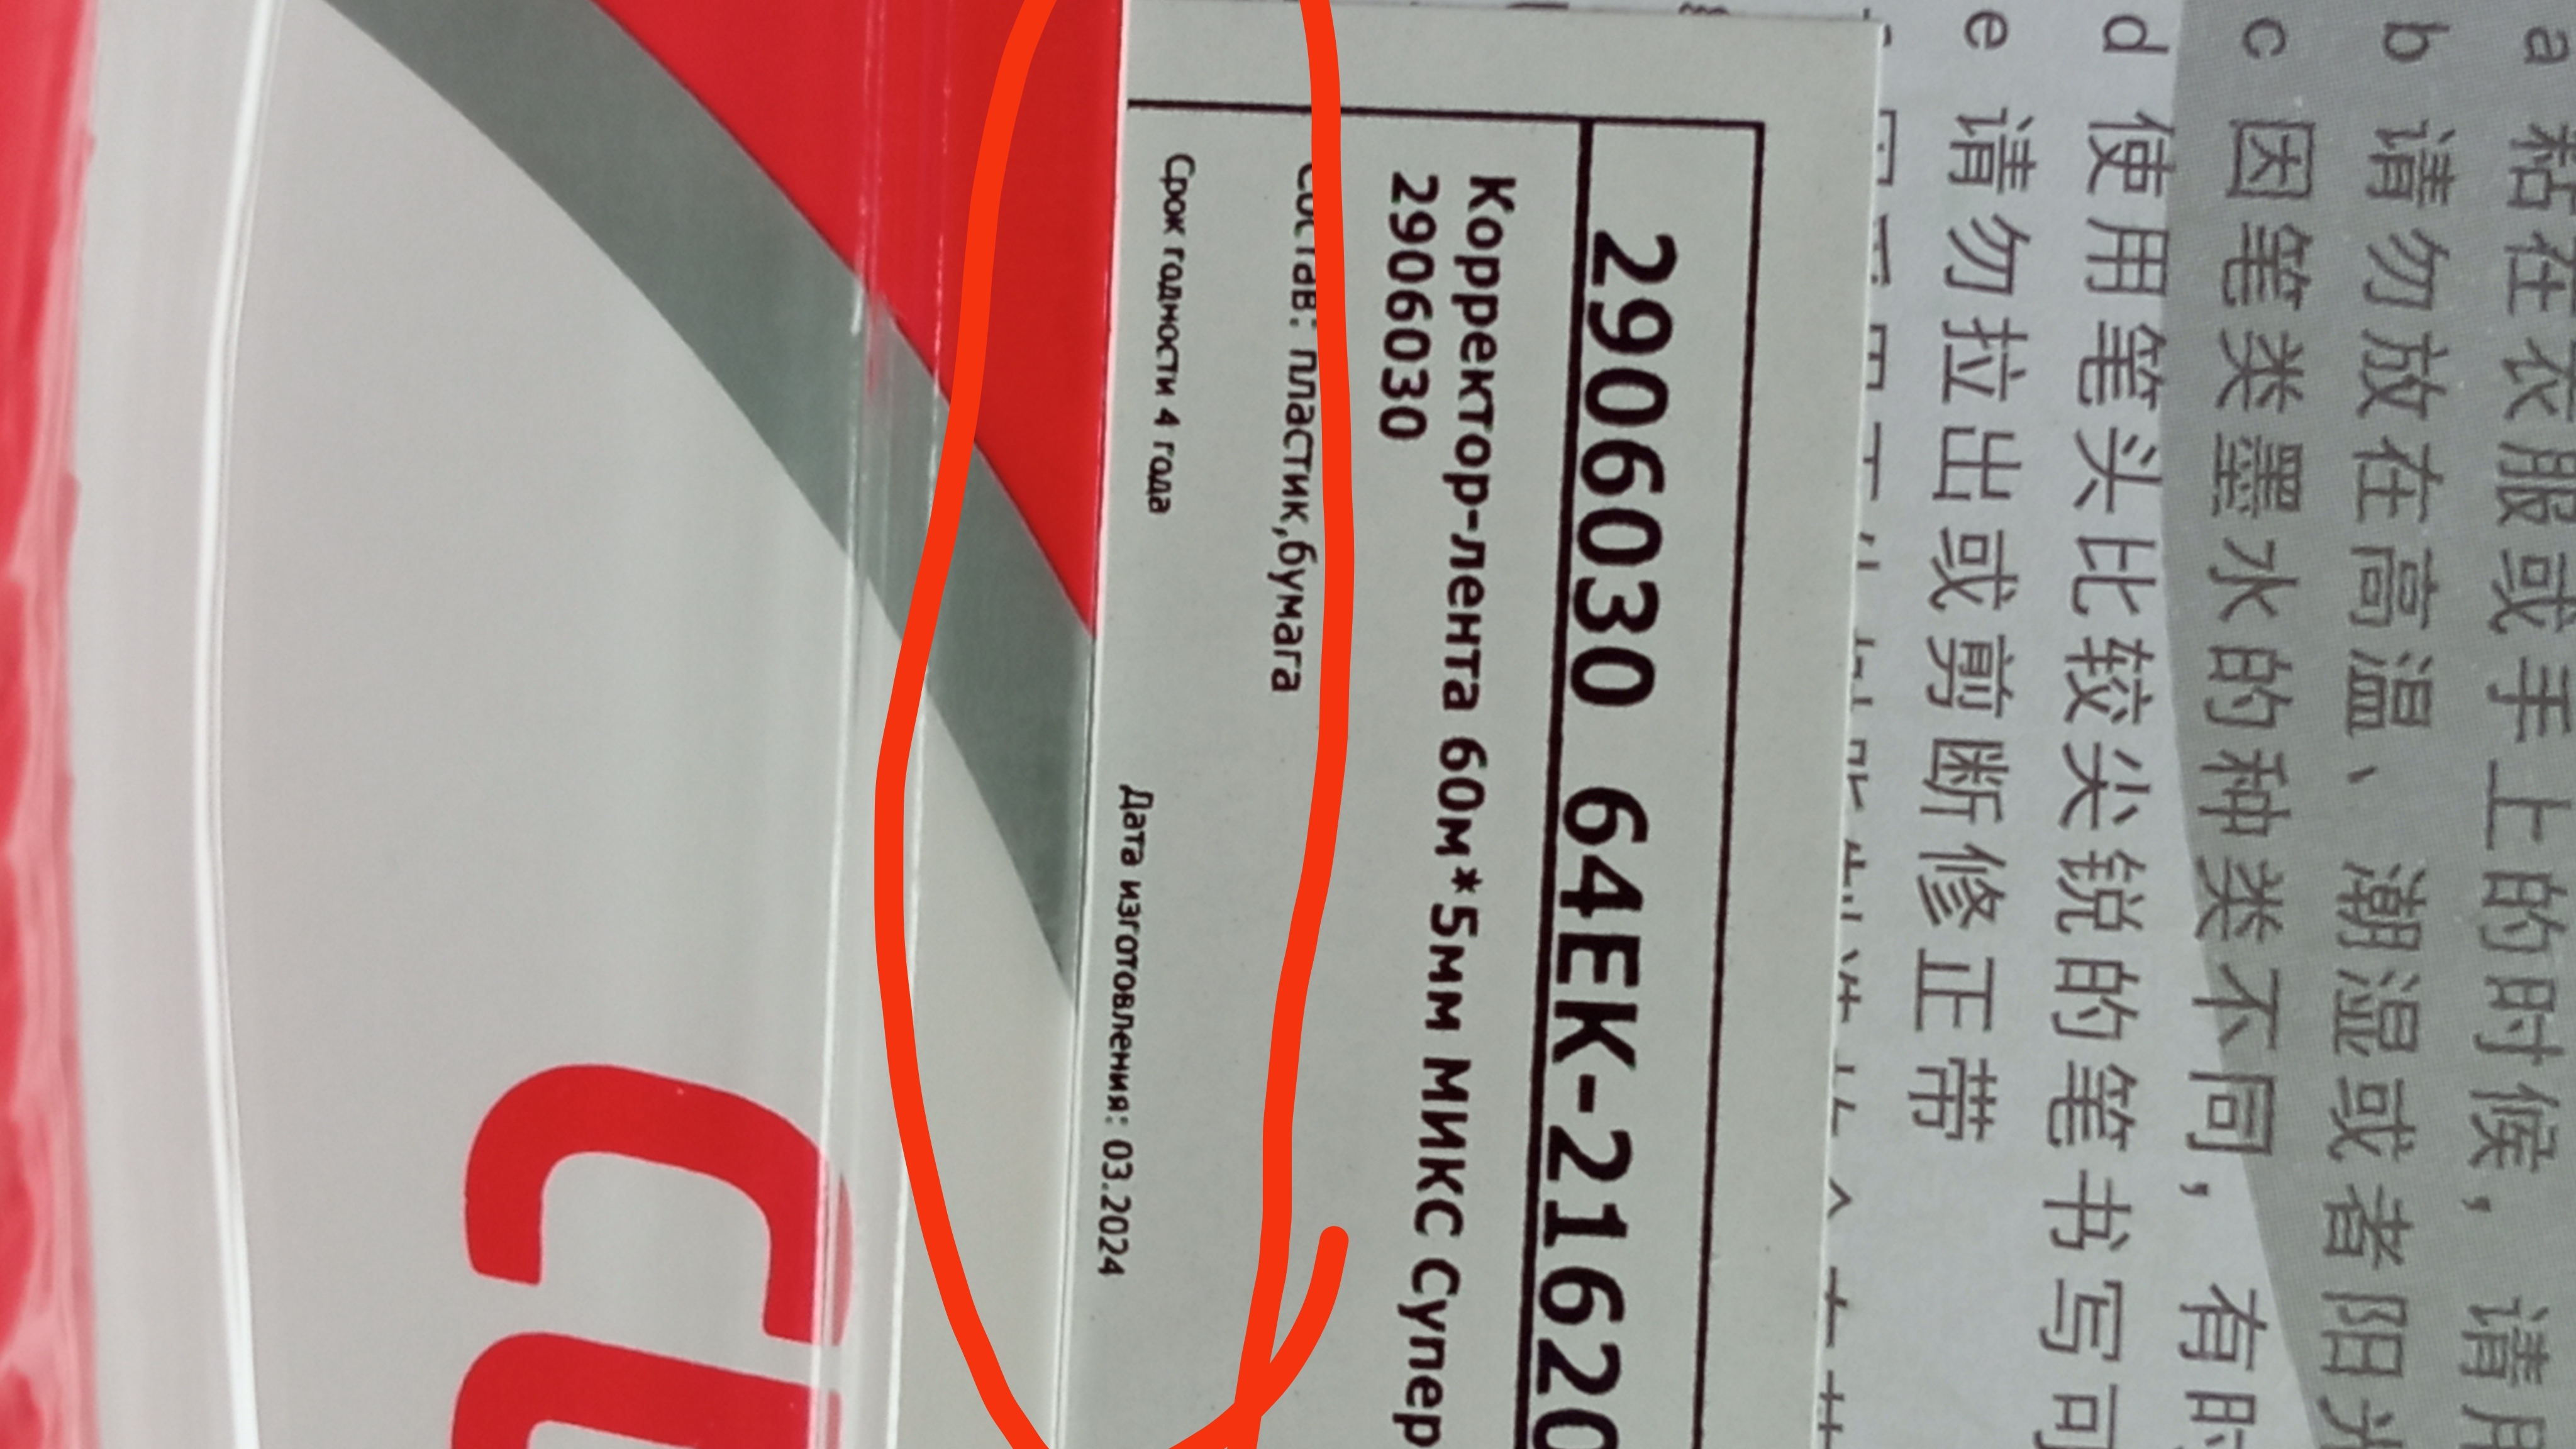 a 粘在衣服或手上的时候，请用
b 请勿放在高温、潮湿或者阳光
c 因笔类墨水的种类不同，有时
d 使用笔头比较尖锐的笔书写可
e 请勿拉出或剪断修正带
2906030 64EK-21620
Корректор-лента 60м*5мм МИКС Супер
2906030
Состав: пластик,бумага
Срок годности 4 года
Дата изготовления: 03.2024